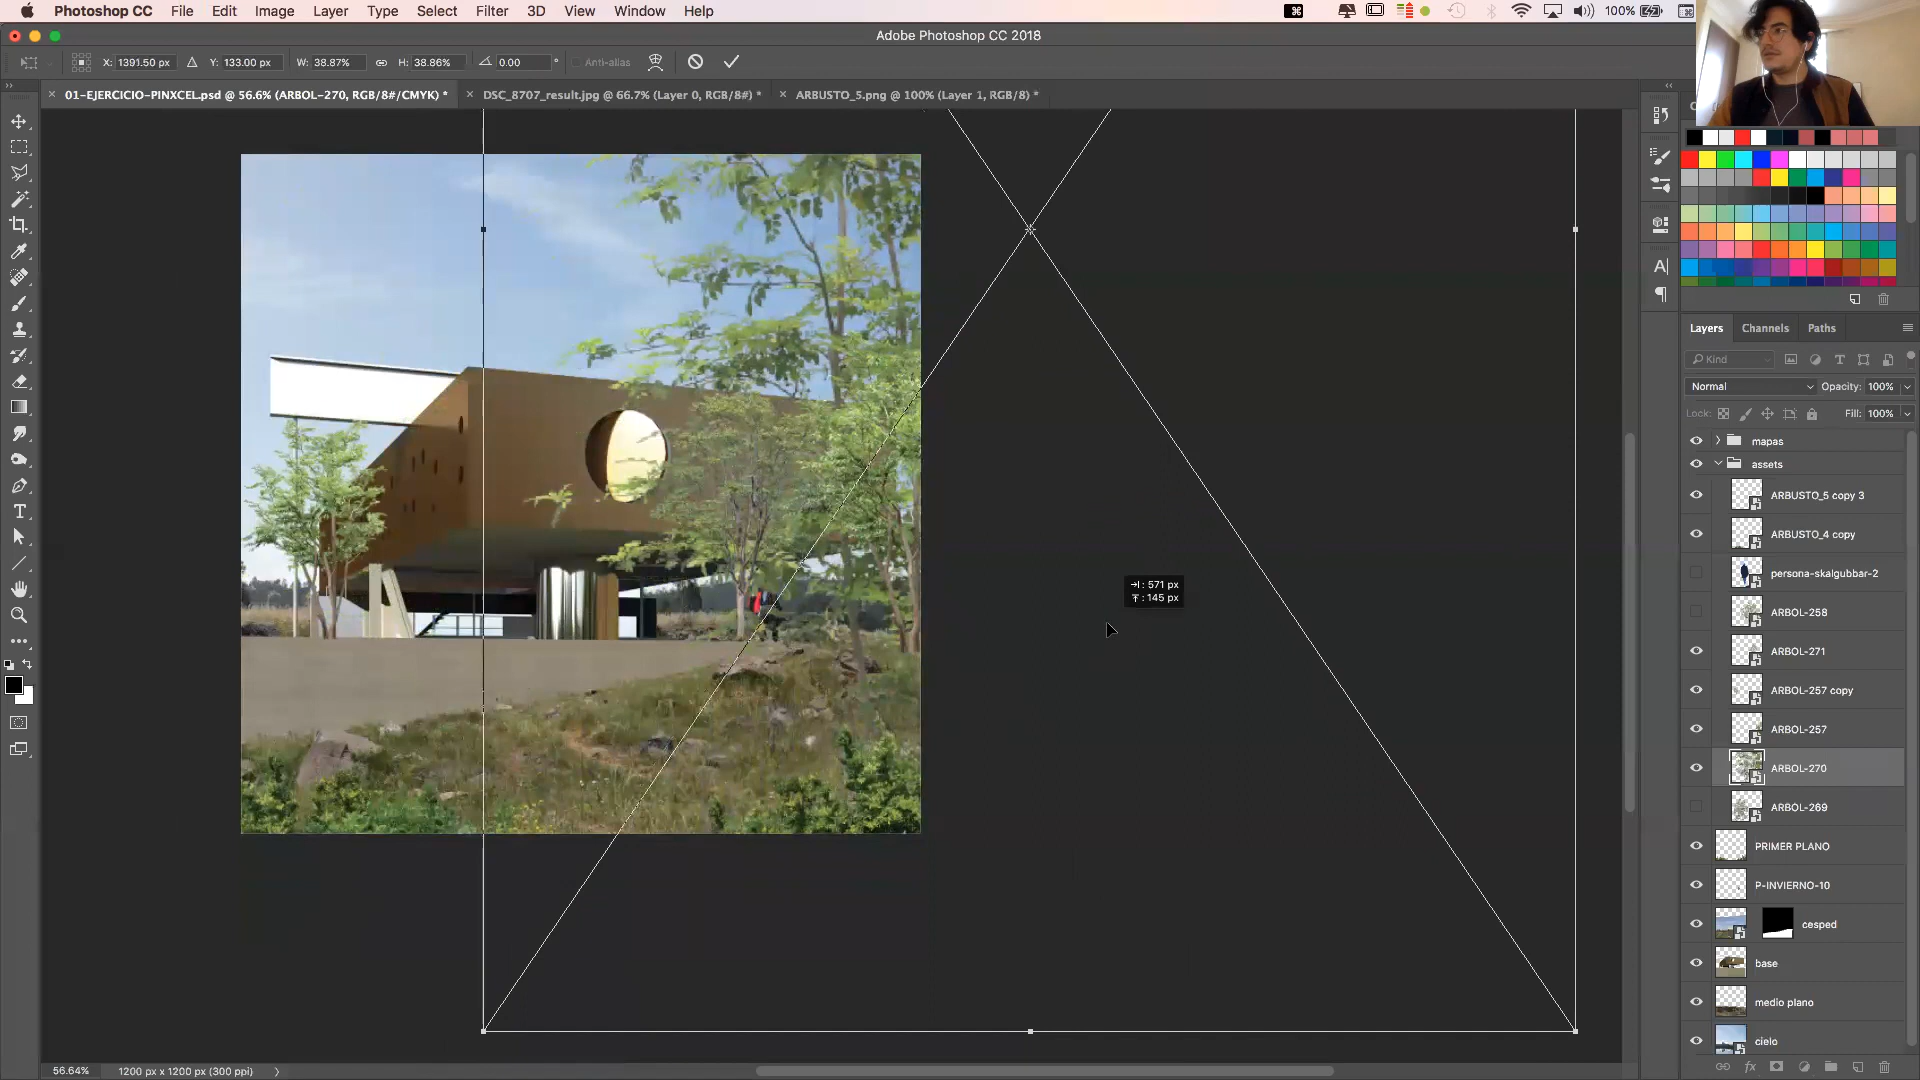 Photoshop CC File Edit Image Layer Type Select Filter 3D View Window Help 100%
Adobe Photoshop CC 2018
X: 1391.50 px Y: 133.00 px W: 38.87% H: 38.86% 0.00 ° Anti-alias
01-EJERCICIO-PINXCEL.psd @ 56.6% (ARBOL-270, RGB/8#/CMYK) * DSC_8707_result.jpg @ 66.7% (Layer 0, RGB/8#) * ARBUSTO_5.png @ 100% (Layer 1, RGB/8) *
Layers Channels Paths
Kind
Normal Opacity: 100%
Lock: Fill: 100%
mapas
assets
ARBUSTO_5 copy 3
ARBUSTO_4 copy
persona-skalgubbar-2
ARBOL-258
ARBOL-271
ARBOL-257 copy
ARBOL-257
ARBOL-270
ARBOL-269
PRIMER PLANO
P-INVIERNO-10
cesped
base
medio plano
cielo
: 571 px
: 145 px
56.64% 1200 px x 1200 px (300 ppi)